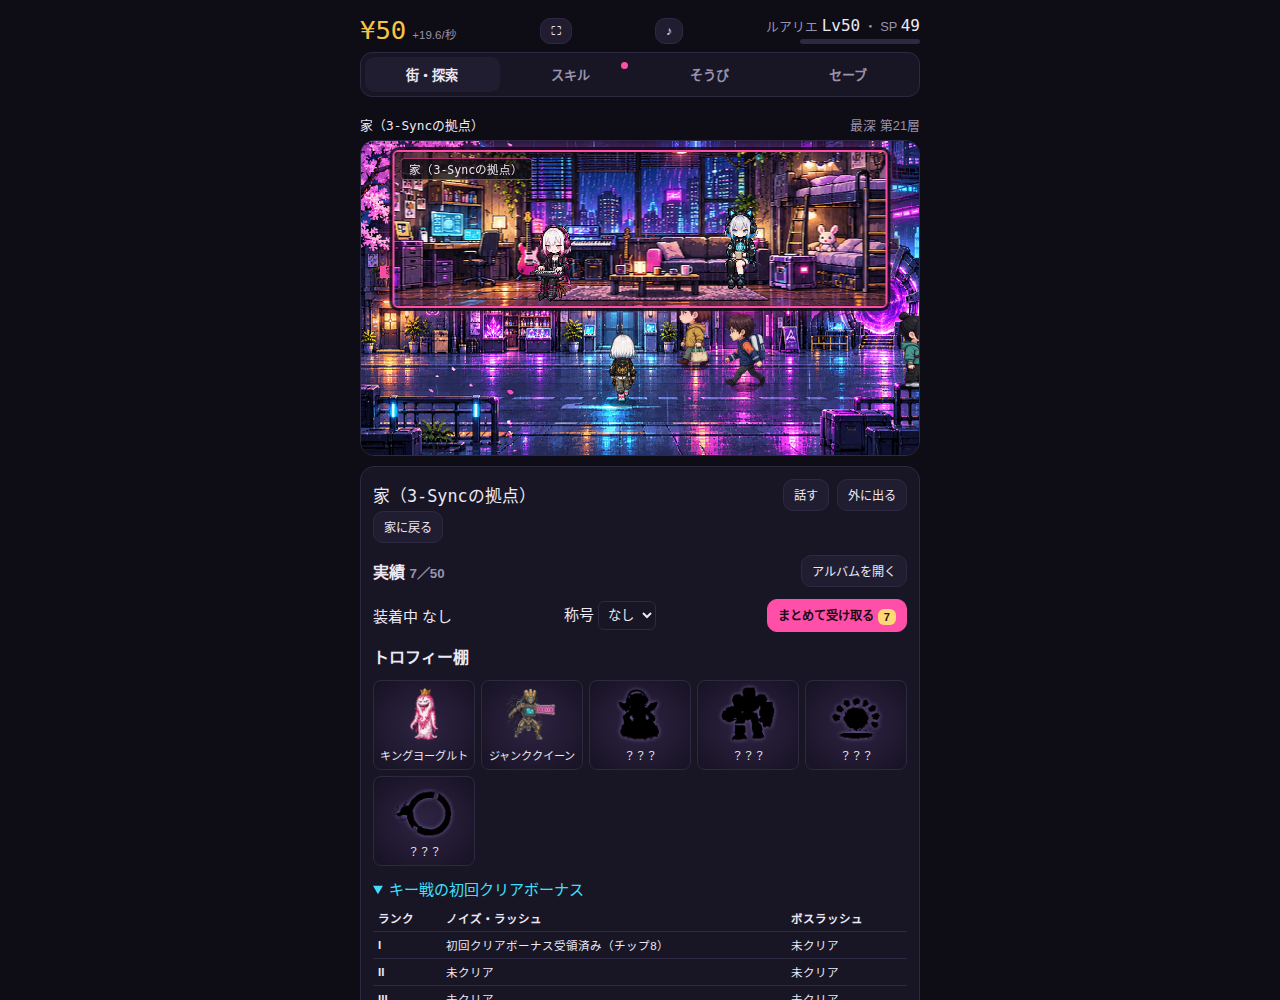 ¥50 +19.6/秒
♪
ルアリエ Lv50 ・ SP 49
街・探索 スキル そうび セーブ
家（3-Syncの拠点） 最深 第21層
家（3-Syncの拠点）
家（3-Syncの拠点） 話す 外に出る
家に戻る
実績 7／50 アルバムを開く
装着中 なし 称号 なし まとめて受け取る 7
トロフィー棚
キングヨーグルト ジャンククイーン ？？？ ？？？ ？？？
？？？
▼ キー戦の初回クリアボーナス
ランク ノイズ・ラッシュ ボスラッシュ
I 初回クリアボーナス受領済み（チップ8） 未クリア
II 未クリア 未クリア
III 未クリア 未クリア